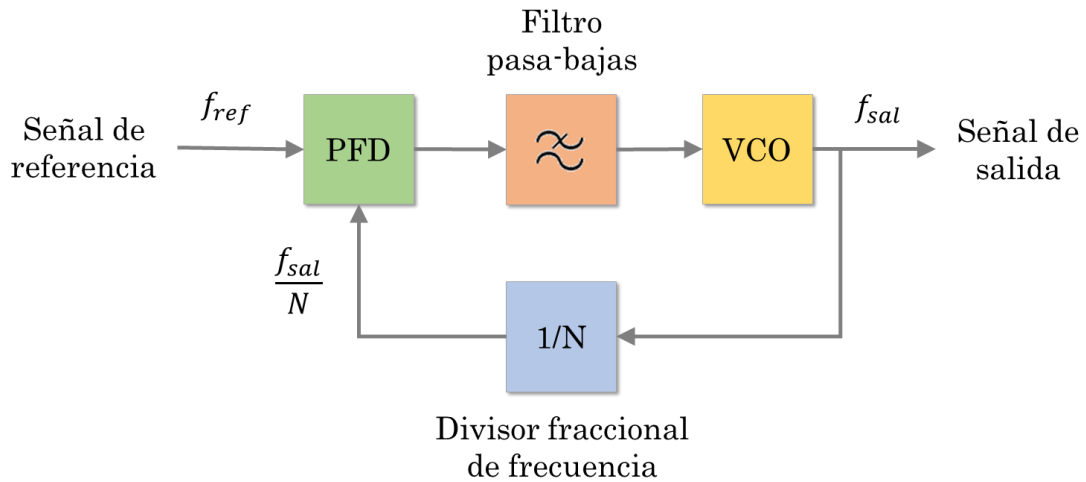 Filtro
pasa-bajas
Señal de
referencia
f_ref
PFD
VCO
f_sal
Señal de
salida
f_sal
N
1/N
Divisor fraccional
de frecuencia